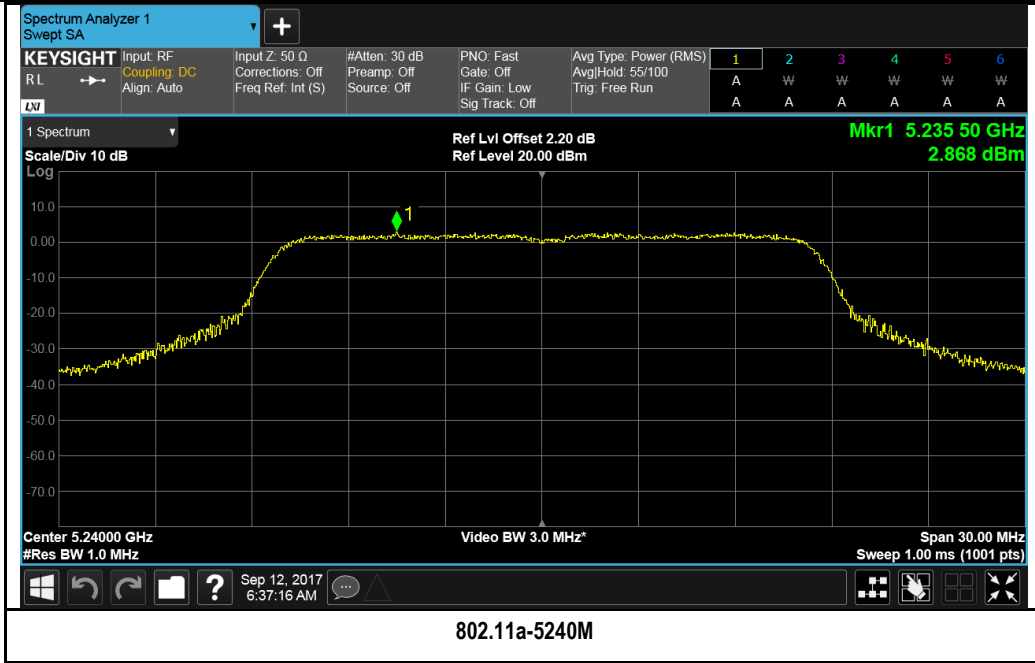 Spectrum Analyzer 1
Swept SA
+
KEYSIGHT
RL
LXI
Input: RF
Coupling: DC
Align: Auto
Input Z: 50 Ω
Corrections: Off
Freq Ref: Int (S)
#Atten: 30 dB
Preamp: Off
Source: Off
PNO: Fast
Gate: Off
IF Gain: Low
Sig Track: Off
Avg Type: Power (RMS)
Avg|Hold: 55/100
Trig: Free Run
1 2 3 4 5 6
A W W W W W
A A A A A A
1 Spectrum
Scale/Div 10 dB
Ref Lvl Offset 2.20 dB
Ref Level 20.00 dBm
Mkr1 5.235 50 GHz
2.868 dBm
Log
1
10.0
0.00
-10.0
-20.0
-30.0
-40.0
-50.0
-60.0
-70.0
Center 5.24000 GHz
#Res BW 1.0 MHz
Video BW 3.0 MHz*
Span 30.00 MHz
Sweep 1.00 ms (1001 pts)
?
Sep 12, 2017
6:37:16 AM
802.11a-5240M